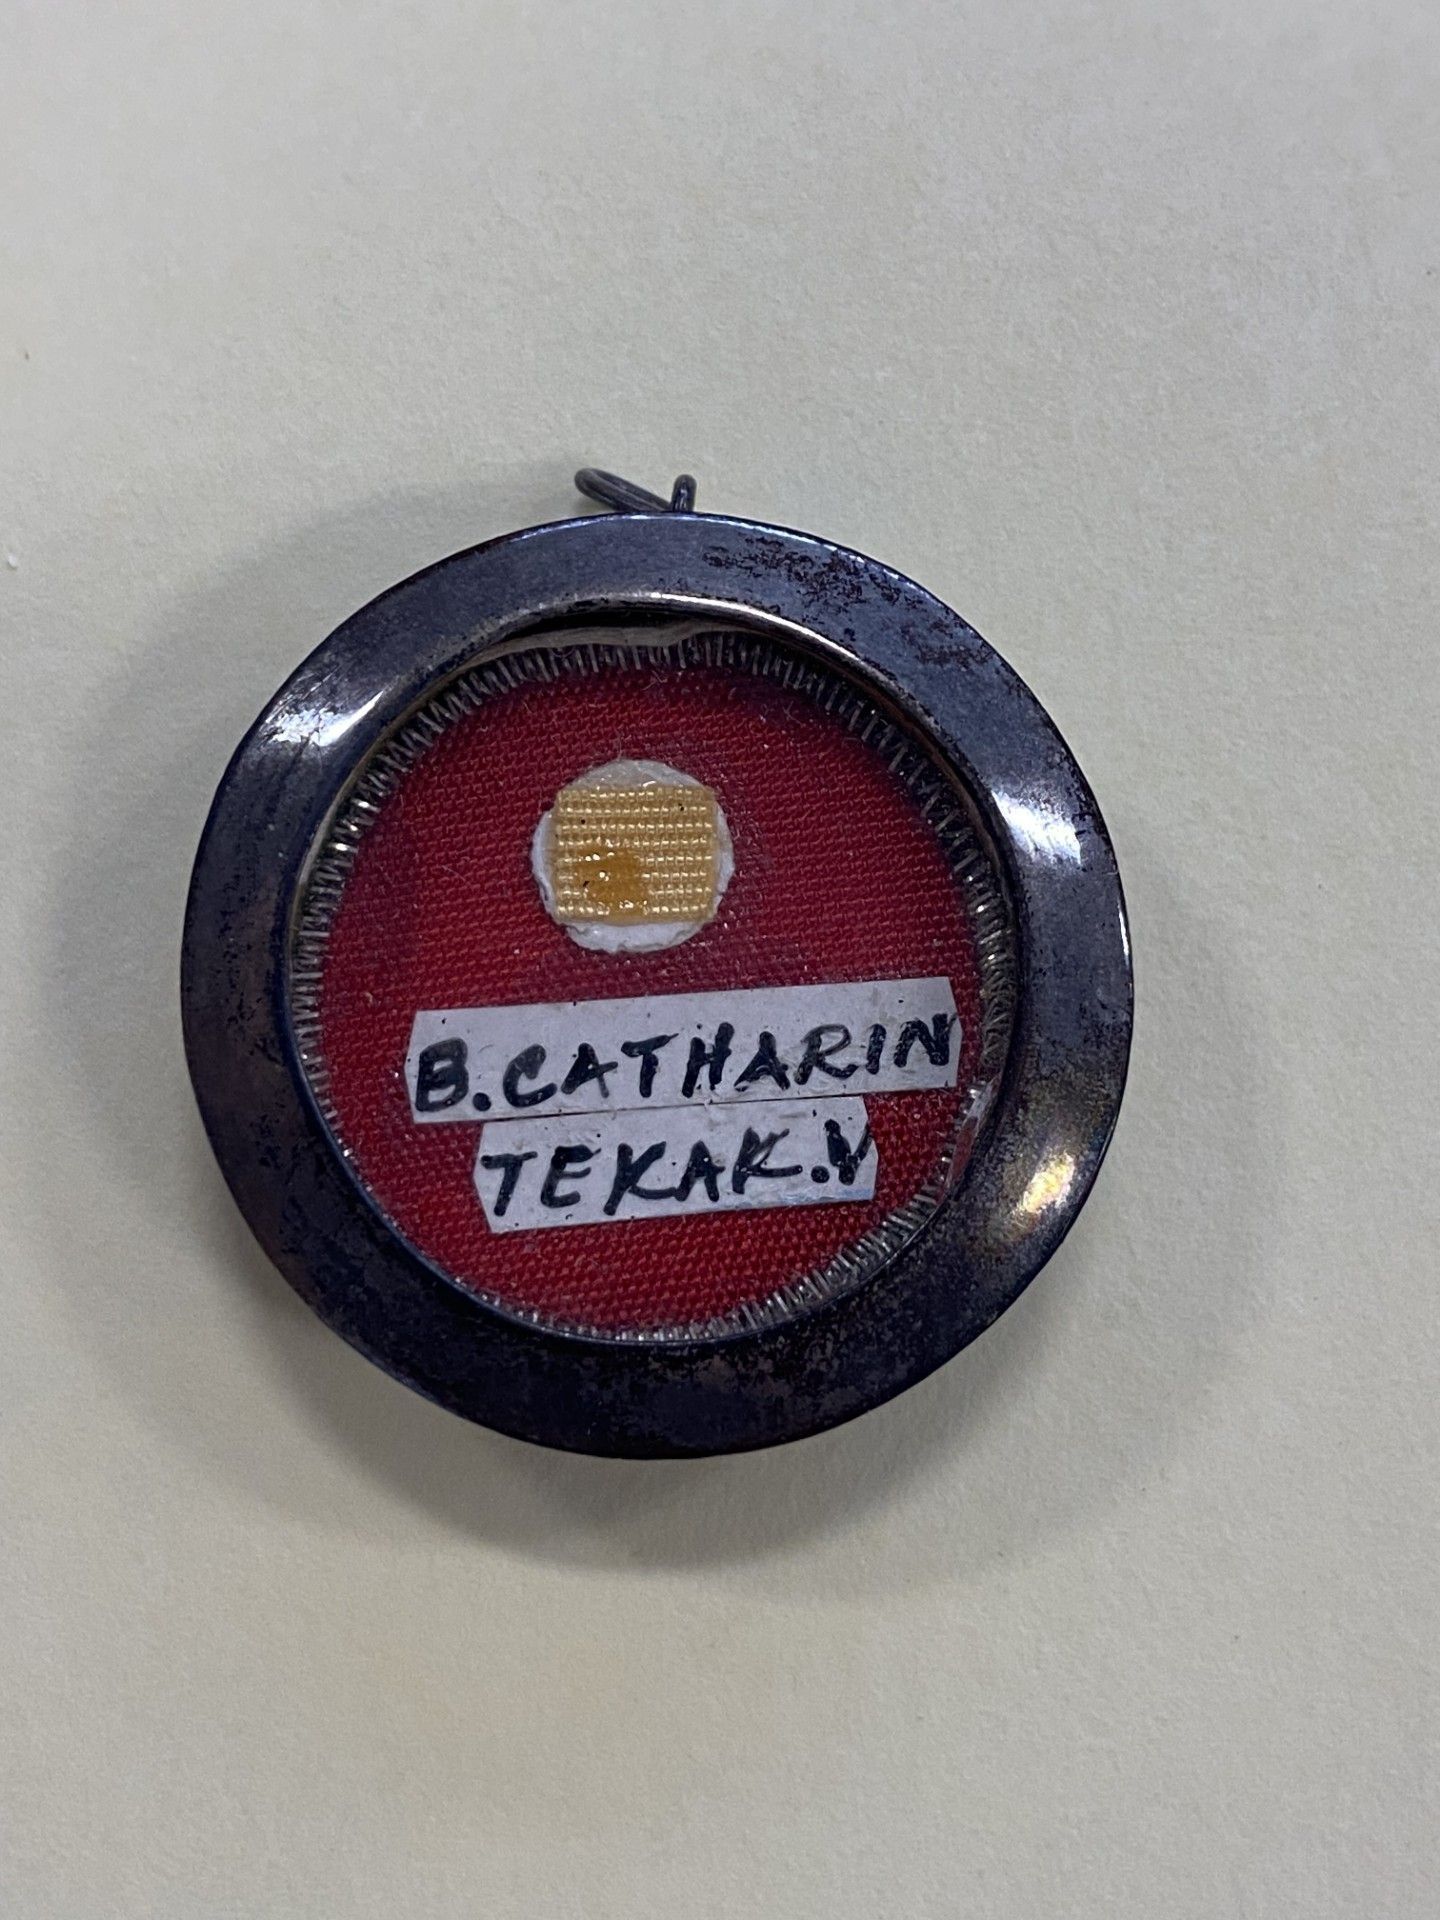 B. CATHARIN
TEKAK. V